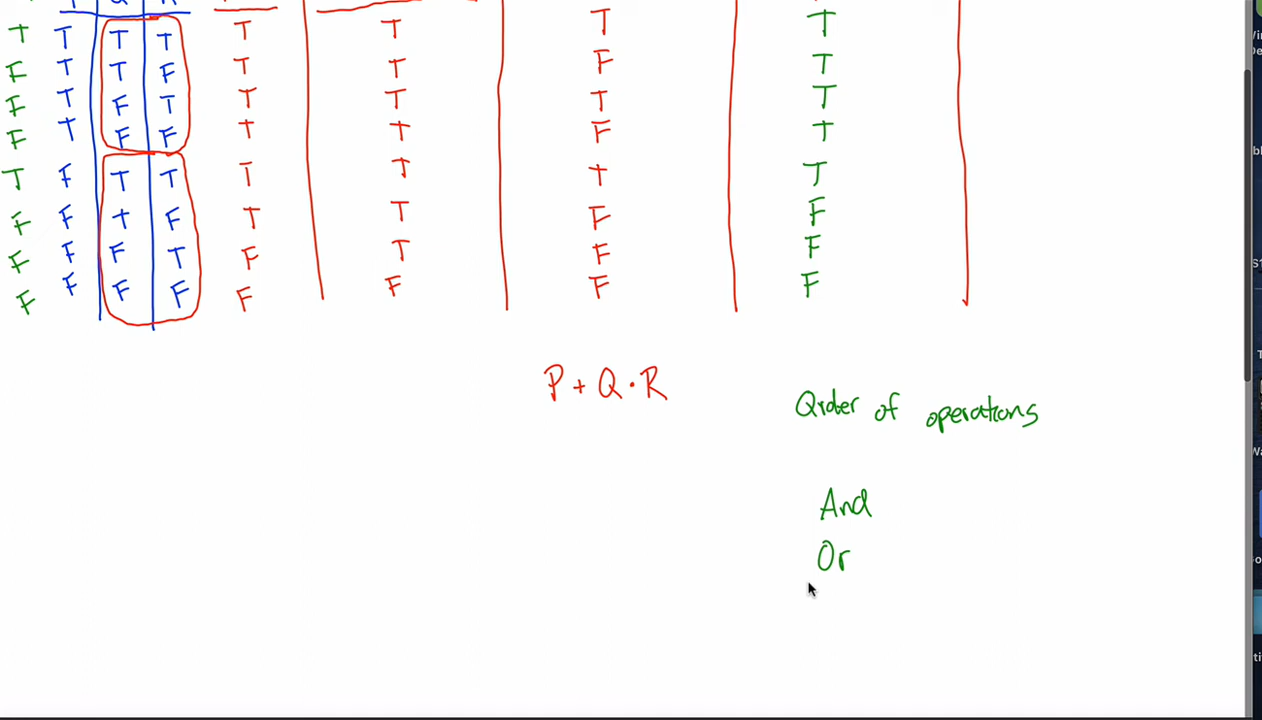 T T T T T T T T
F T T F T T F T
F T F T T T T T
F T F F T T F T
T F T T T T T T
F F T F T T F F
F F F T F T F F
F F F F F F F F
P + Q · R
Order of operations
And
Or